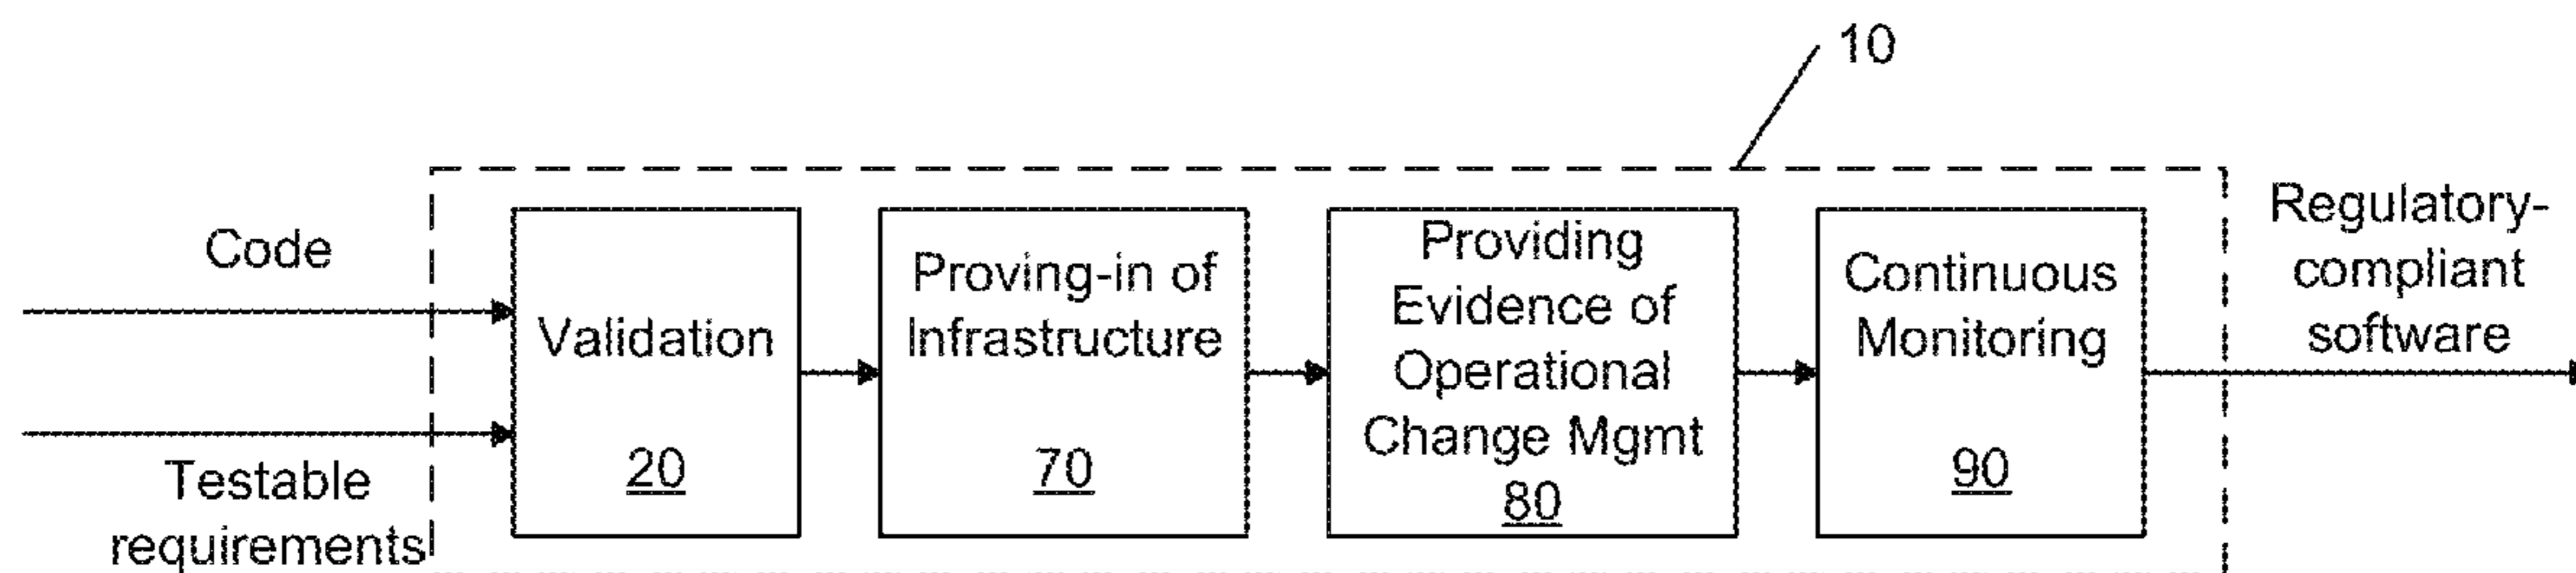 10
Code
Testable
requirements
Validation
20
Proving-in of
Infrastructure
70
Providing
Evidence of
Operational
Change Mgmt
80
Continuous
Monitoring
90
Regulatory-
compliant
software